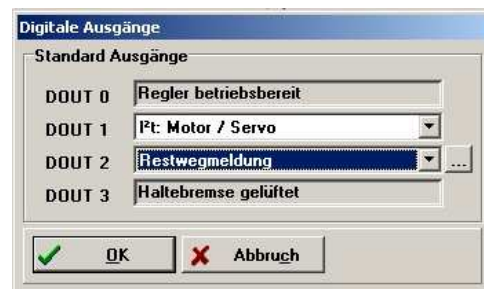 Digitale Ausgänge
Standard Ausgänge
DOUT 0 Regler betriebsbereit
DOUT 1 I²t: Motor / Servo
DOUT 2 Restwegmeldung ...
DOUT 3 Haltebremse gelüftet
OK Abbruch